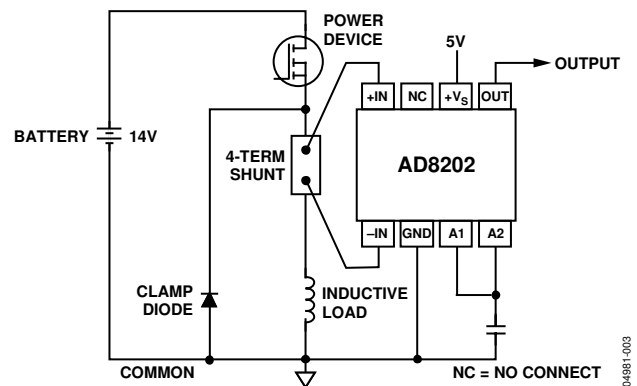 POWER
DEVICE
5V
OUTPUT
+IN
NC
+VS
OUT
BATTERY
14V
4-TERM
SHUNT
AD8202
–IN
GND
A1
A2
CLAMP
DIODE
INDUCTIVE
LOAD
COMMON
NC = NO CONNECT
04981-003